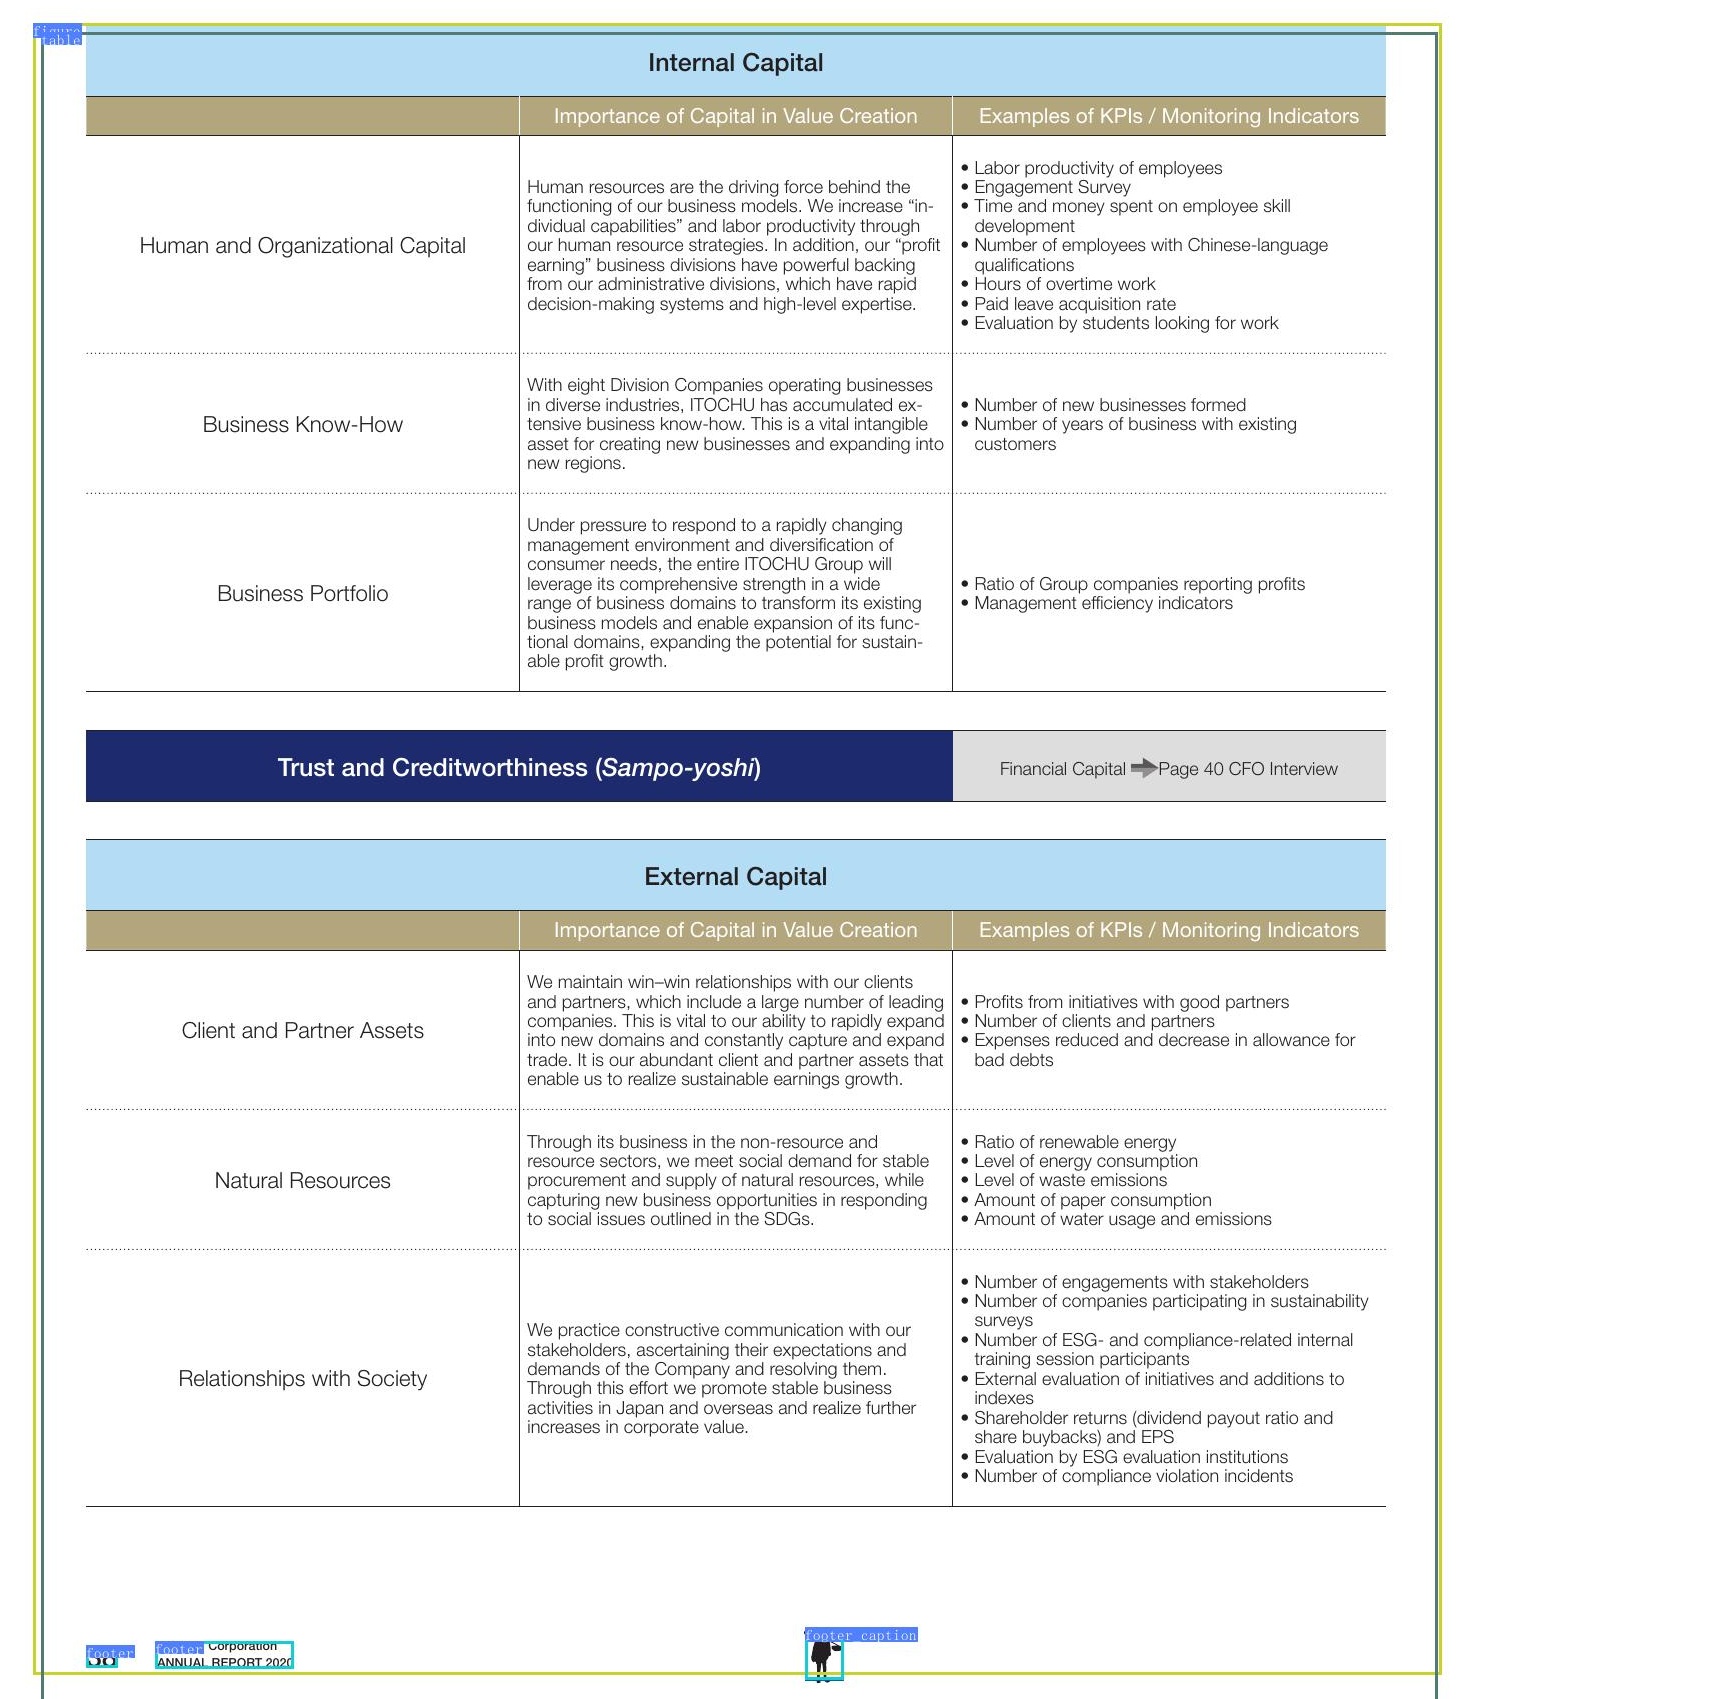 figure
table
Internal Capital
Importance of Capital in Value Creation
Examples of KPIs / Monitoring Indicators
Human and Organizational Capital
Human resources are the driving force behind the
functioning of our business models. We increase “in-
dividual capabilities” and labor productivity through
our human resource strategies. In addition, our “profit
earning” business divisions have powerful backing
from our administrative divisions, which have rapid
decision-making systems and high-level expertise.
• Labor productivity of employees
• Engagement Survey
• Time and money spent on employee skill
development
• Number of employees with Chinese-language
qualifications
• Hours of overtime work
• Paid leave acquisition rate
• Evaluation by students looking for work
Business Know-How
With eight Division Companies operating businesses
in diverse industries, ITOCHU has accumulated ex-
tensive business know-how. This is a vital intangible
asset for creating new businesses and expanding into
new regions.
• Number of new businesses formed
• Number of years of business with existing
customers
Business Portfolio
Under pressure to respond to a rapidly changing
management environment and diversification of
consumer needs, the entire ITOCHU Group will
leverage its comprehensive strength in a wide
range of business domains to transform its existing
business models and enable expansion of its func-
tional domains, expanding the potential for sustain-
able profit growth.
• Ratio of Group companies reporting profits
• Management efficiency indicators
Trust and Creditworthiness (Sampo-yoshi)
Financial Capital Page 40 CFO Interview
External Capital
Importance of Capital in Value Creation
Examples of KPIs / Monitoring Indicators
Client and Partner Assets
We maintain win–win relationships with our clients
and partners, which include a large number of leading
companies. This is vital to our ability to rapidly expand
into new domains and constantly capture and expand
trade. It is our abundant client and partner assets that
enable us to realize sustainable earnings growth.
• Profits from initiatives with good partners
• Number of clients and partners
• Expenses reduced and decrease in allowance for
bad debts
Natural Resources
Through its business in the non-resource and
resource sectors, we meet social demand for stable
procurement and supply of natural resources, while
capturing new business opportunities in responding
to social issues outlined in the SDGs.
• Ratio of renewable energy
• Level of energy consumption
• Level of waste emissions
• Amount of paper consumption
• Amount of water usage and emissions
Relationships with Society
We practice constructive communication with our
stakeholders, ascertaining their expectations and
demands of the Company and resolving them.
Through this effort we promote stable business
activities in Japan and overseas and realize further
increases in corporate value.
• Number of engagements with stakeholders
• Number of companies participating in sustainability
surveys
• Number of ESG- and compliance-related internal
training session participants
• External evaluation of initiatives and additions to
indexes
• Shareholder returns (dividend payout ratio and
share buybacks) and EPS
• Evaluation by ESG evaluation institutions
• Number of compliance violation incidents
footer
footer
Corporation
ANNUAL REPORT 2020
footer caption